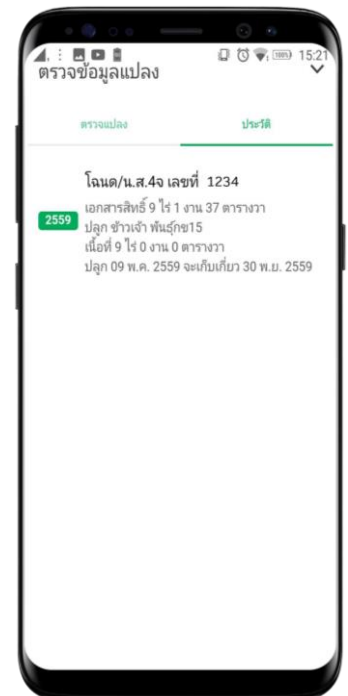 100% 15:21
ตรวจข้อมูลแปลง
ตรวจแปลง ประวัติ
โฉนด/น.ส.4จ เลขที่ 1234
เอกสารสิทธิ์ 9 ไร่ 1 งาน 37 ตารางวา
2559
ปลูก ข้าวเจ้า พันธุ์กข15
เนื้อที่ 9 ไร่ 0 งาน 0 ตารางวา
ปลูก 09 พ.ค. 2559 จะเก็บเกี่ยว 30 พ.ย. 2559